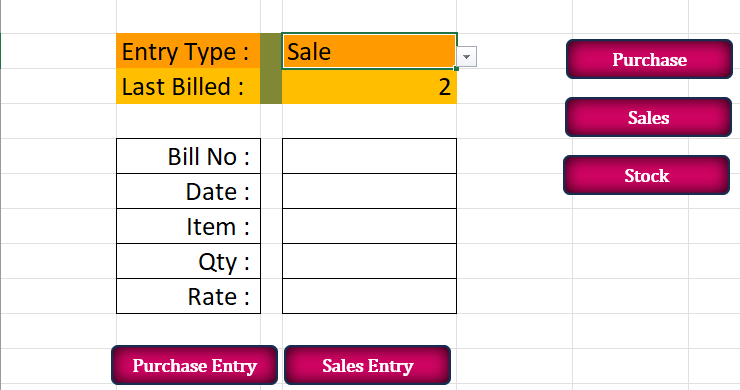 Entry Type : Sale
Last Billed : 2
Purchase
Sales
Stock
Bill No :
Date :
Item :
Qty :
Rate :
Purchase Entry
Sales Entry